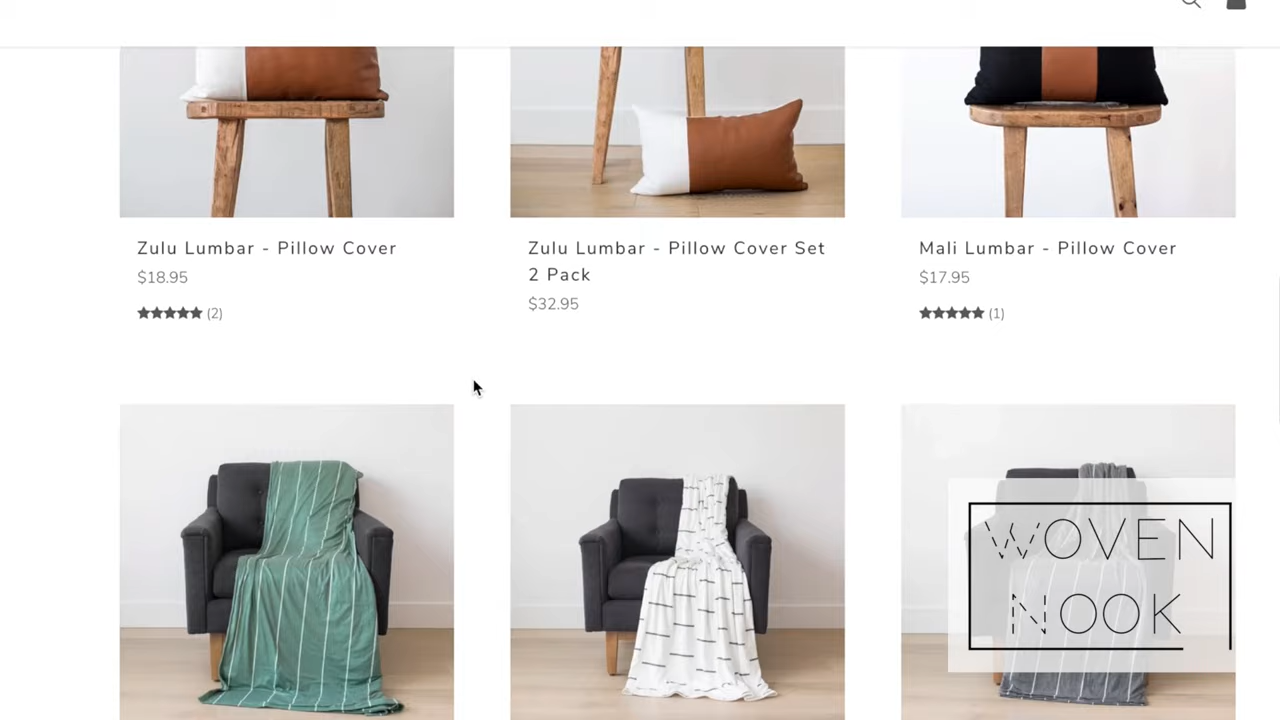 Zulu Lumbar - Pillow Cover
$18.95
(2)
Zulu Lumbar - Pillow Cover Set
2 Pack
$32.95
Mali Lumbar - Pillow Cover
$17.95
(1)
WOVEN
NOOK